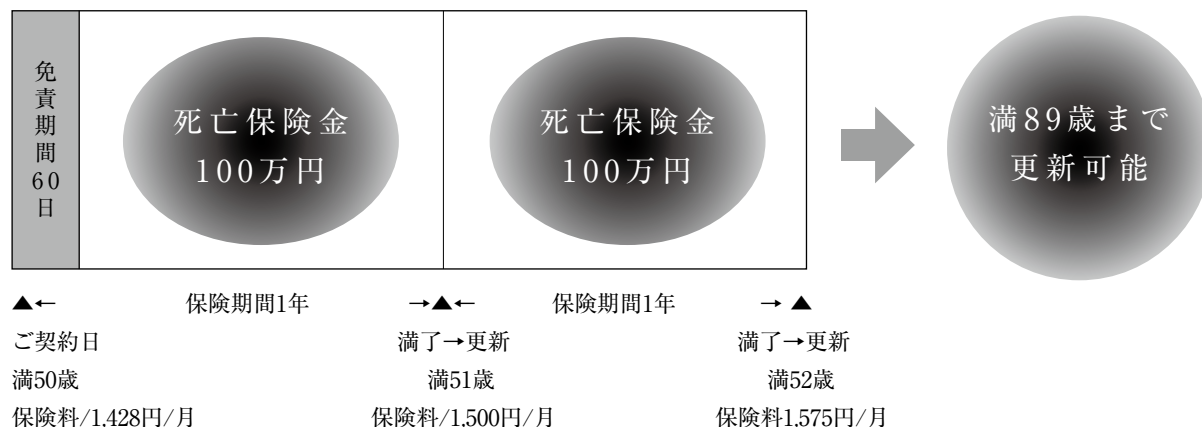 免責期間60日
死亡保険金
100万円
死亡保険金
100万円
満89歳まで
更新可能
▲← 保険期間1年 →▲← 保険期間1年 → ▲
ご契約日 満了→更新 満了→更新
満50歳 満51歳 満52歳
保険料/1,428円/月 保険料/1,500円/月 保険料1,575円/月